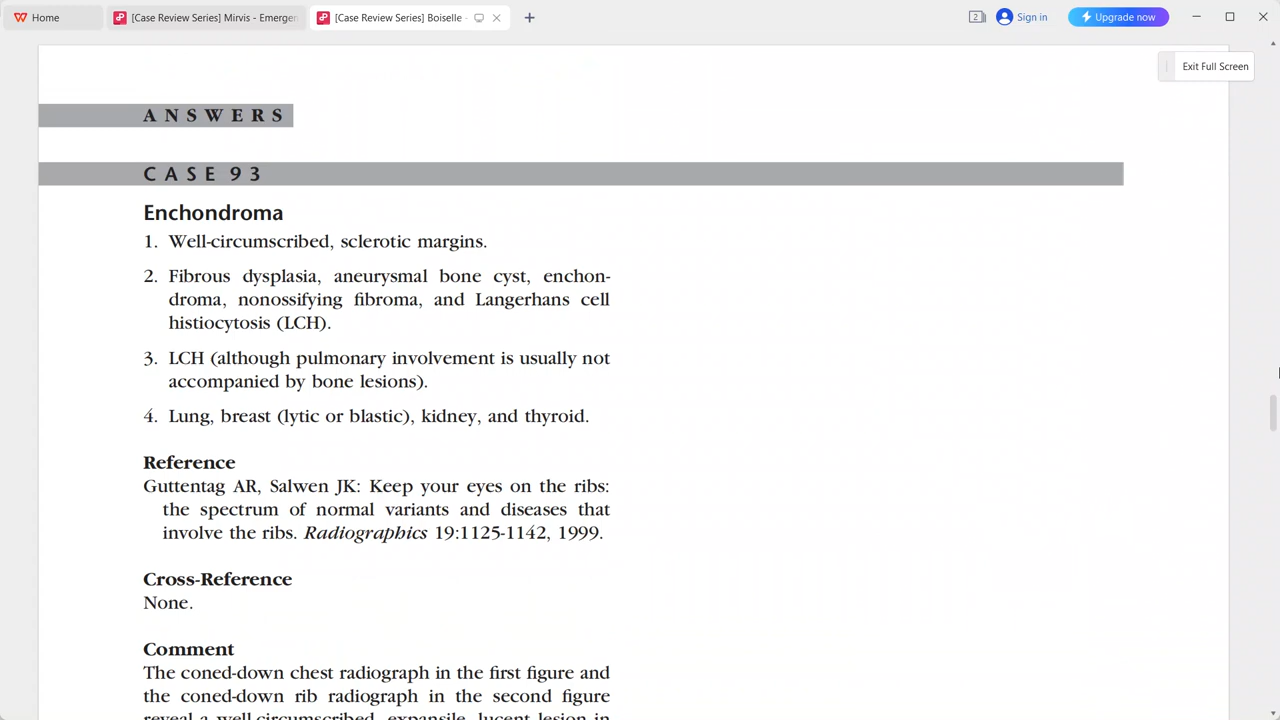 Home
[Case Review Series] Mirvis - Emergen
[Case Review Series] Boiselle -
2
Sign in
Upgrade now
Exit Full Screen
ANSWERS
CASE 93
Enchondroma
1. Well-circumscribed, sclerotic margins.
2. Fibrous dysplasia, aneurysmal bone cyst, enchon-
droma, nonossifying fibroma, and Langerhans cell
histiocytosis (LCH).
3. LCH (although pulmonary involvement is usually not
accompanied by bone lesions).
4. Lung, breast (lytic or blastic), kidney, and thyroid.
Reference
Guttentag AR, Salwen JK: Keep your eyes on the ribs:
the spectrum of normal variants and diseases that
involve the ribs. Radiographics 19:1125-1142, 1999.
Cross-Reference
None.
Comment
The coned-down chest radiograph in the first figure and
the coned-down rib radiograph in the second figure
reveal a well-circumscribed, expansile, lucent lesion in